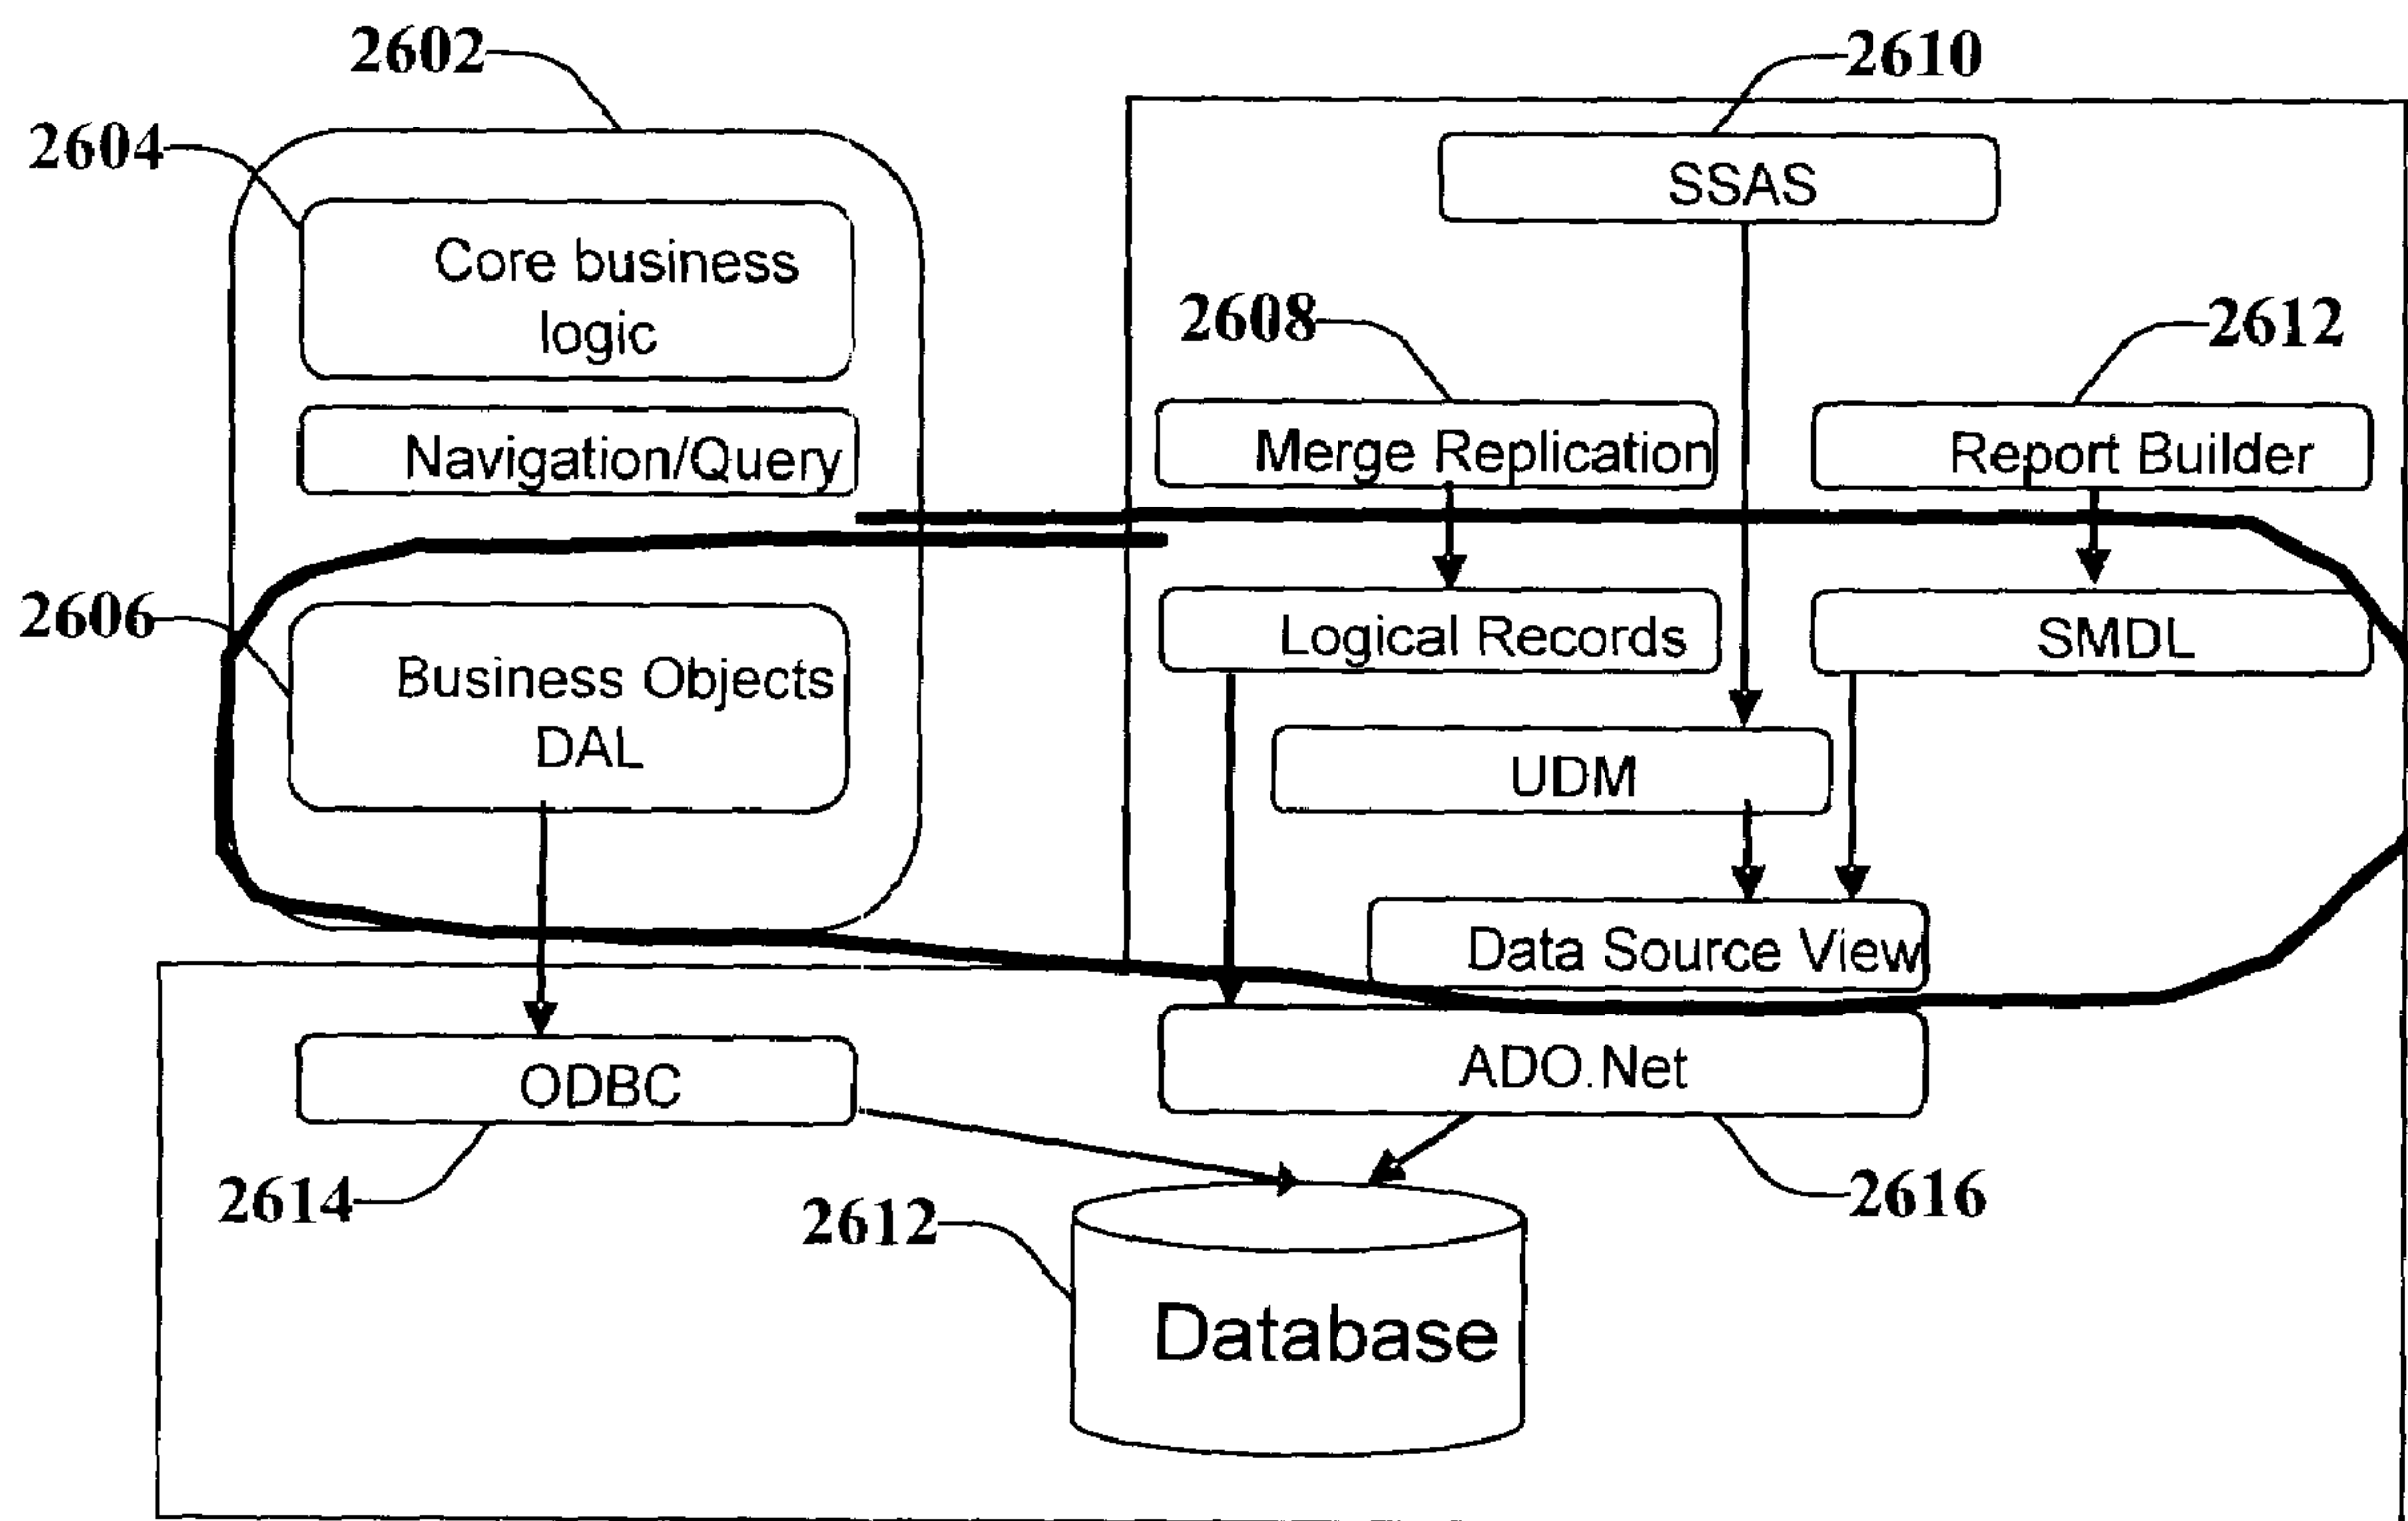 2602
2610
2604
SSAS
Core business
logic
2608
2612
Navigation/Query
Merge Replication
Report Builder
2606
Business Objects
DAL
Logical Records
SMDL
UDM
Data Source View
ODBC
ADO.Net
2614
2612
2616
Database